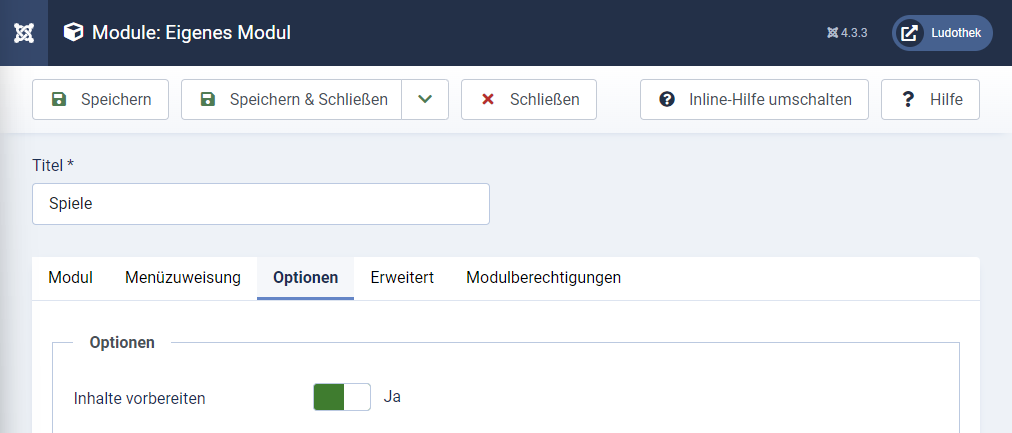 Module: Eigenes Modul
4.3.3
Ludothek
Speichern
Speichern & Schließen
Schließen
Inline-Hilfe umschalten
Hilfe
Titel *
Spiele
Modul
Menüzuweisung
Optionen
Erweitert
Modulberechtigungen
Optionen
Inhalte vorbereiten
Ja